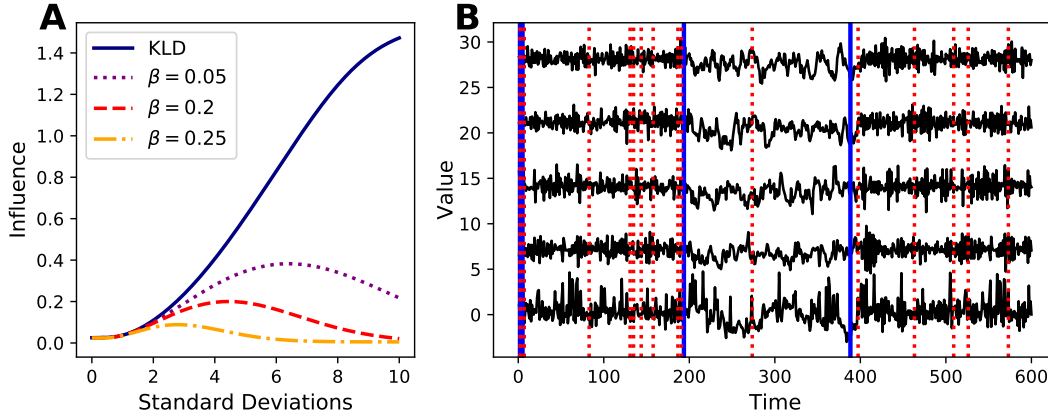 A
1.4
1.2
1.0
0.8
0.6
0.4
0.2
0.0
Influence
KLD
β = 0.05
β = 0.2
β = 0.25
0 2 4 6 8 10
Standard Deviations
B
30
25
20
15
10
5
0
Value
0 100 200 300 400 500 600
Time